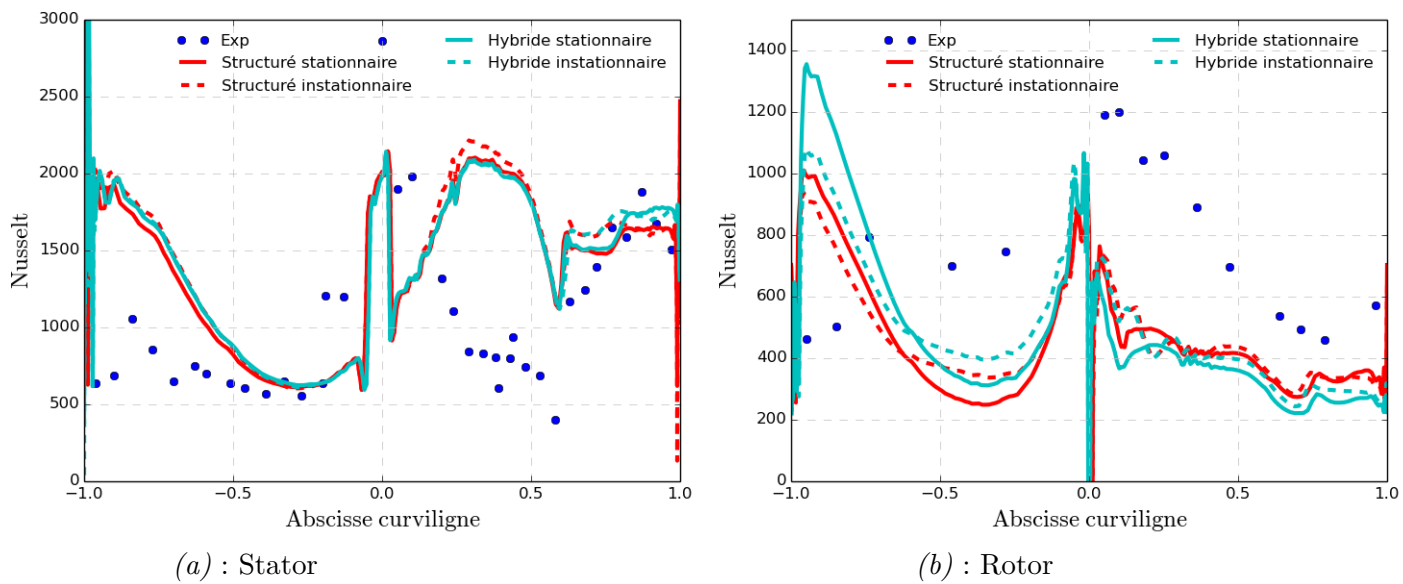 3000
2500
2000
1500
1000
500
0
Nusselt
Exp
Structuré stationnaire
Structuré instationnaire
Hybride stationnaire
Hybride instationnaire
−1.0 −0.5 0.0 0.5 1.0
Abscisse curviligne
(a) : Stator
1400
1200
1000
800
600
400
200
0
Nusselt
Exp
Structuré stationnaire
Structuré instationnaire
Hybride stationnaire
Hybride instationnaire
−1.0 −0.5 0.0 0.5 1.0
Abscisse curviligne
(b) : Rotor